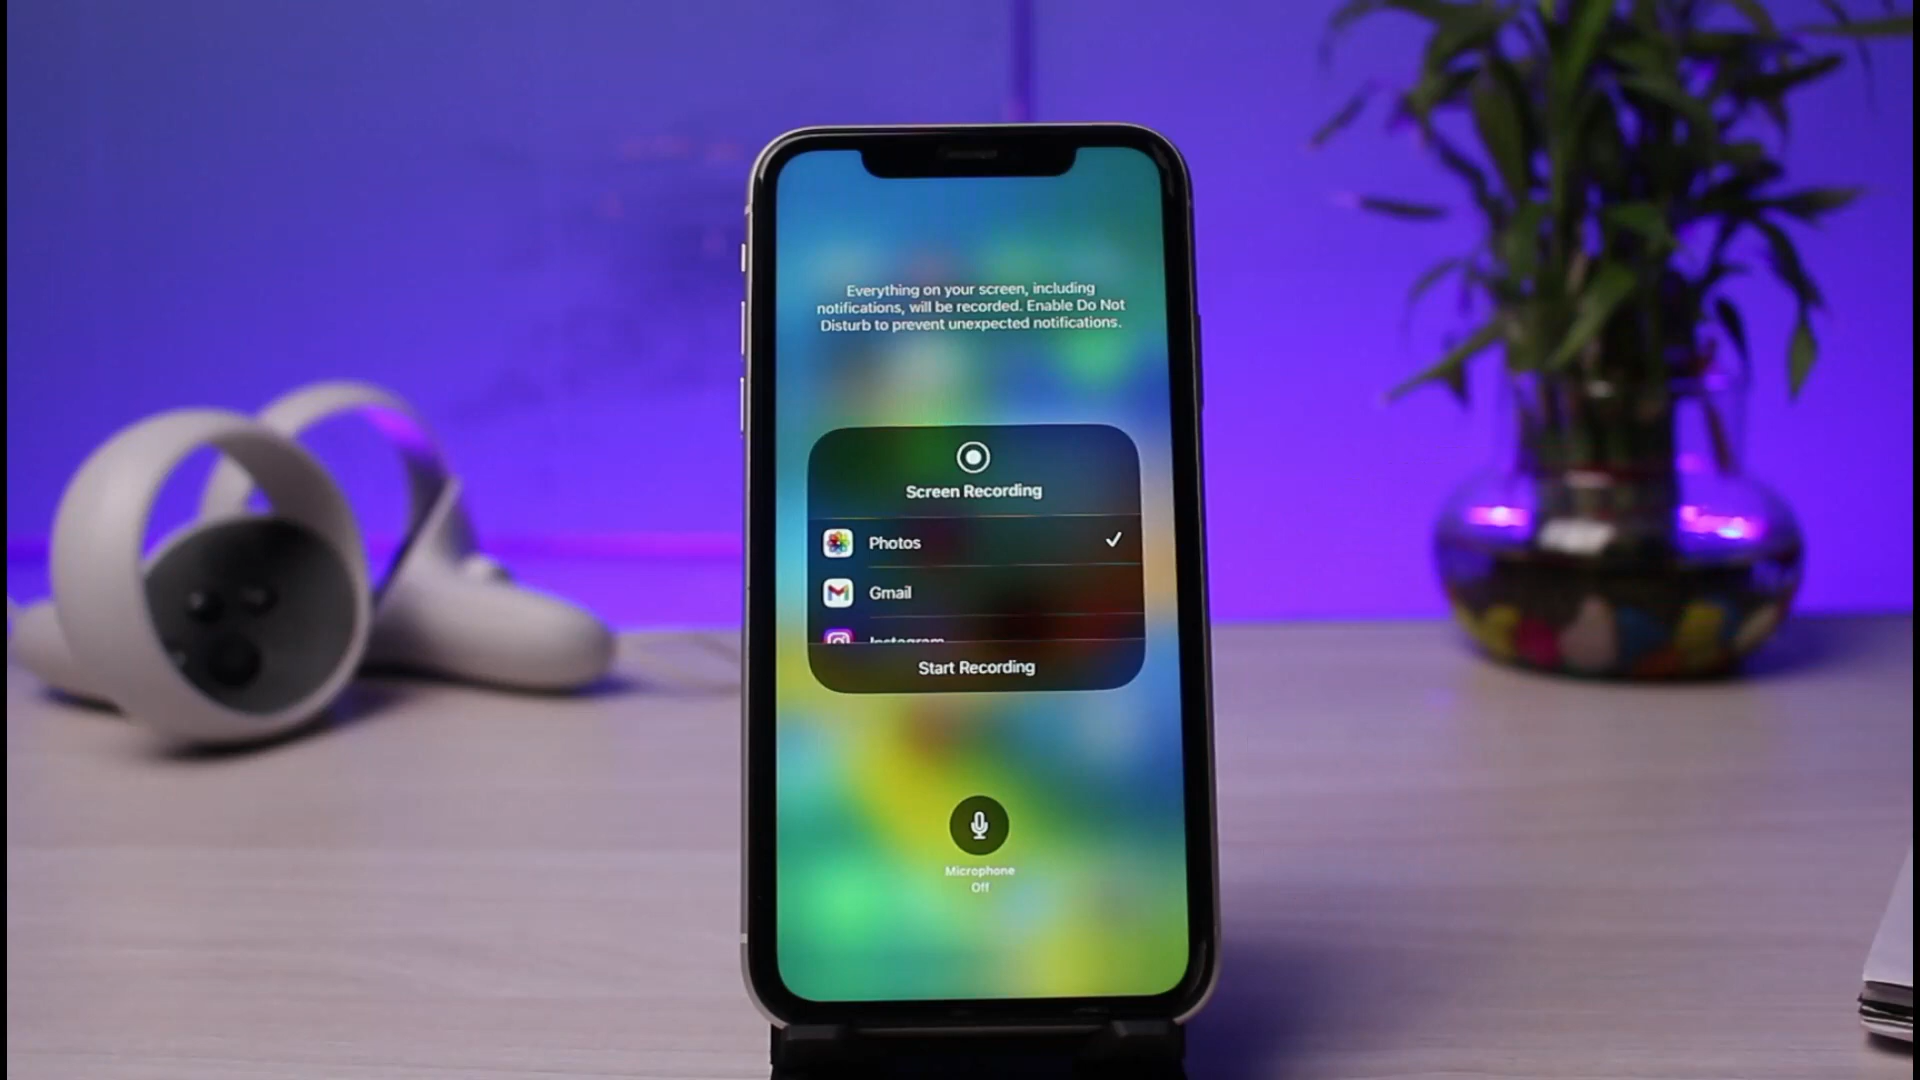 Everything on your screen, including
notifications, will be recorded. Enable Do Not
Disturb to prevent unexpected notifications.
Screen Recording
Photos
Gmail
Instagram
Start Recording
Microphone
Off